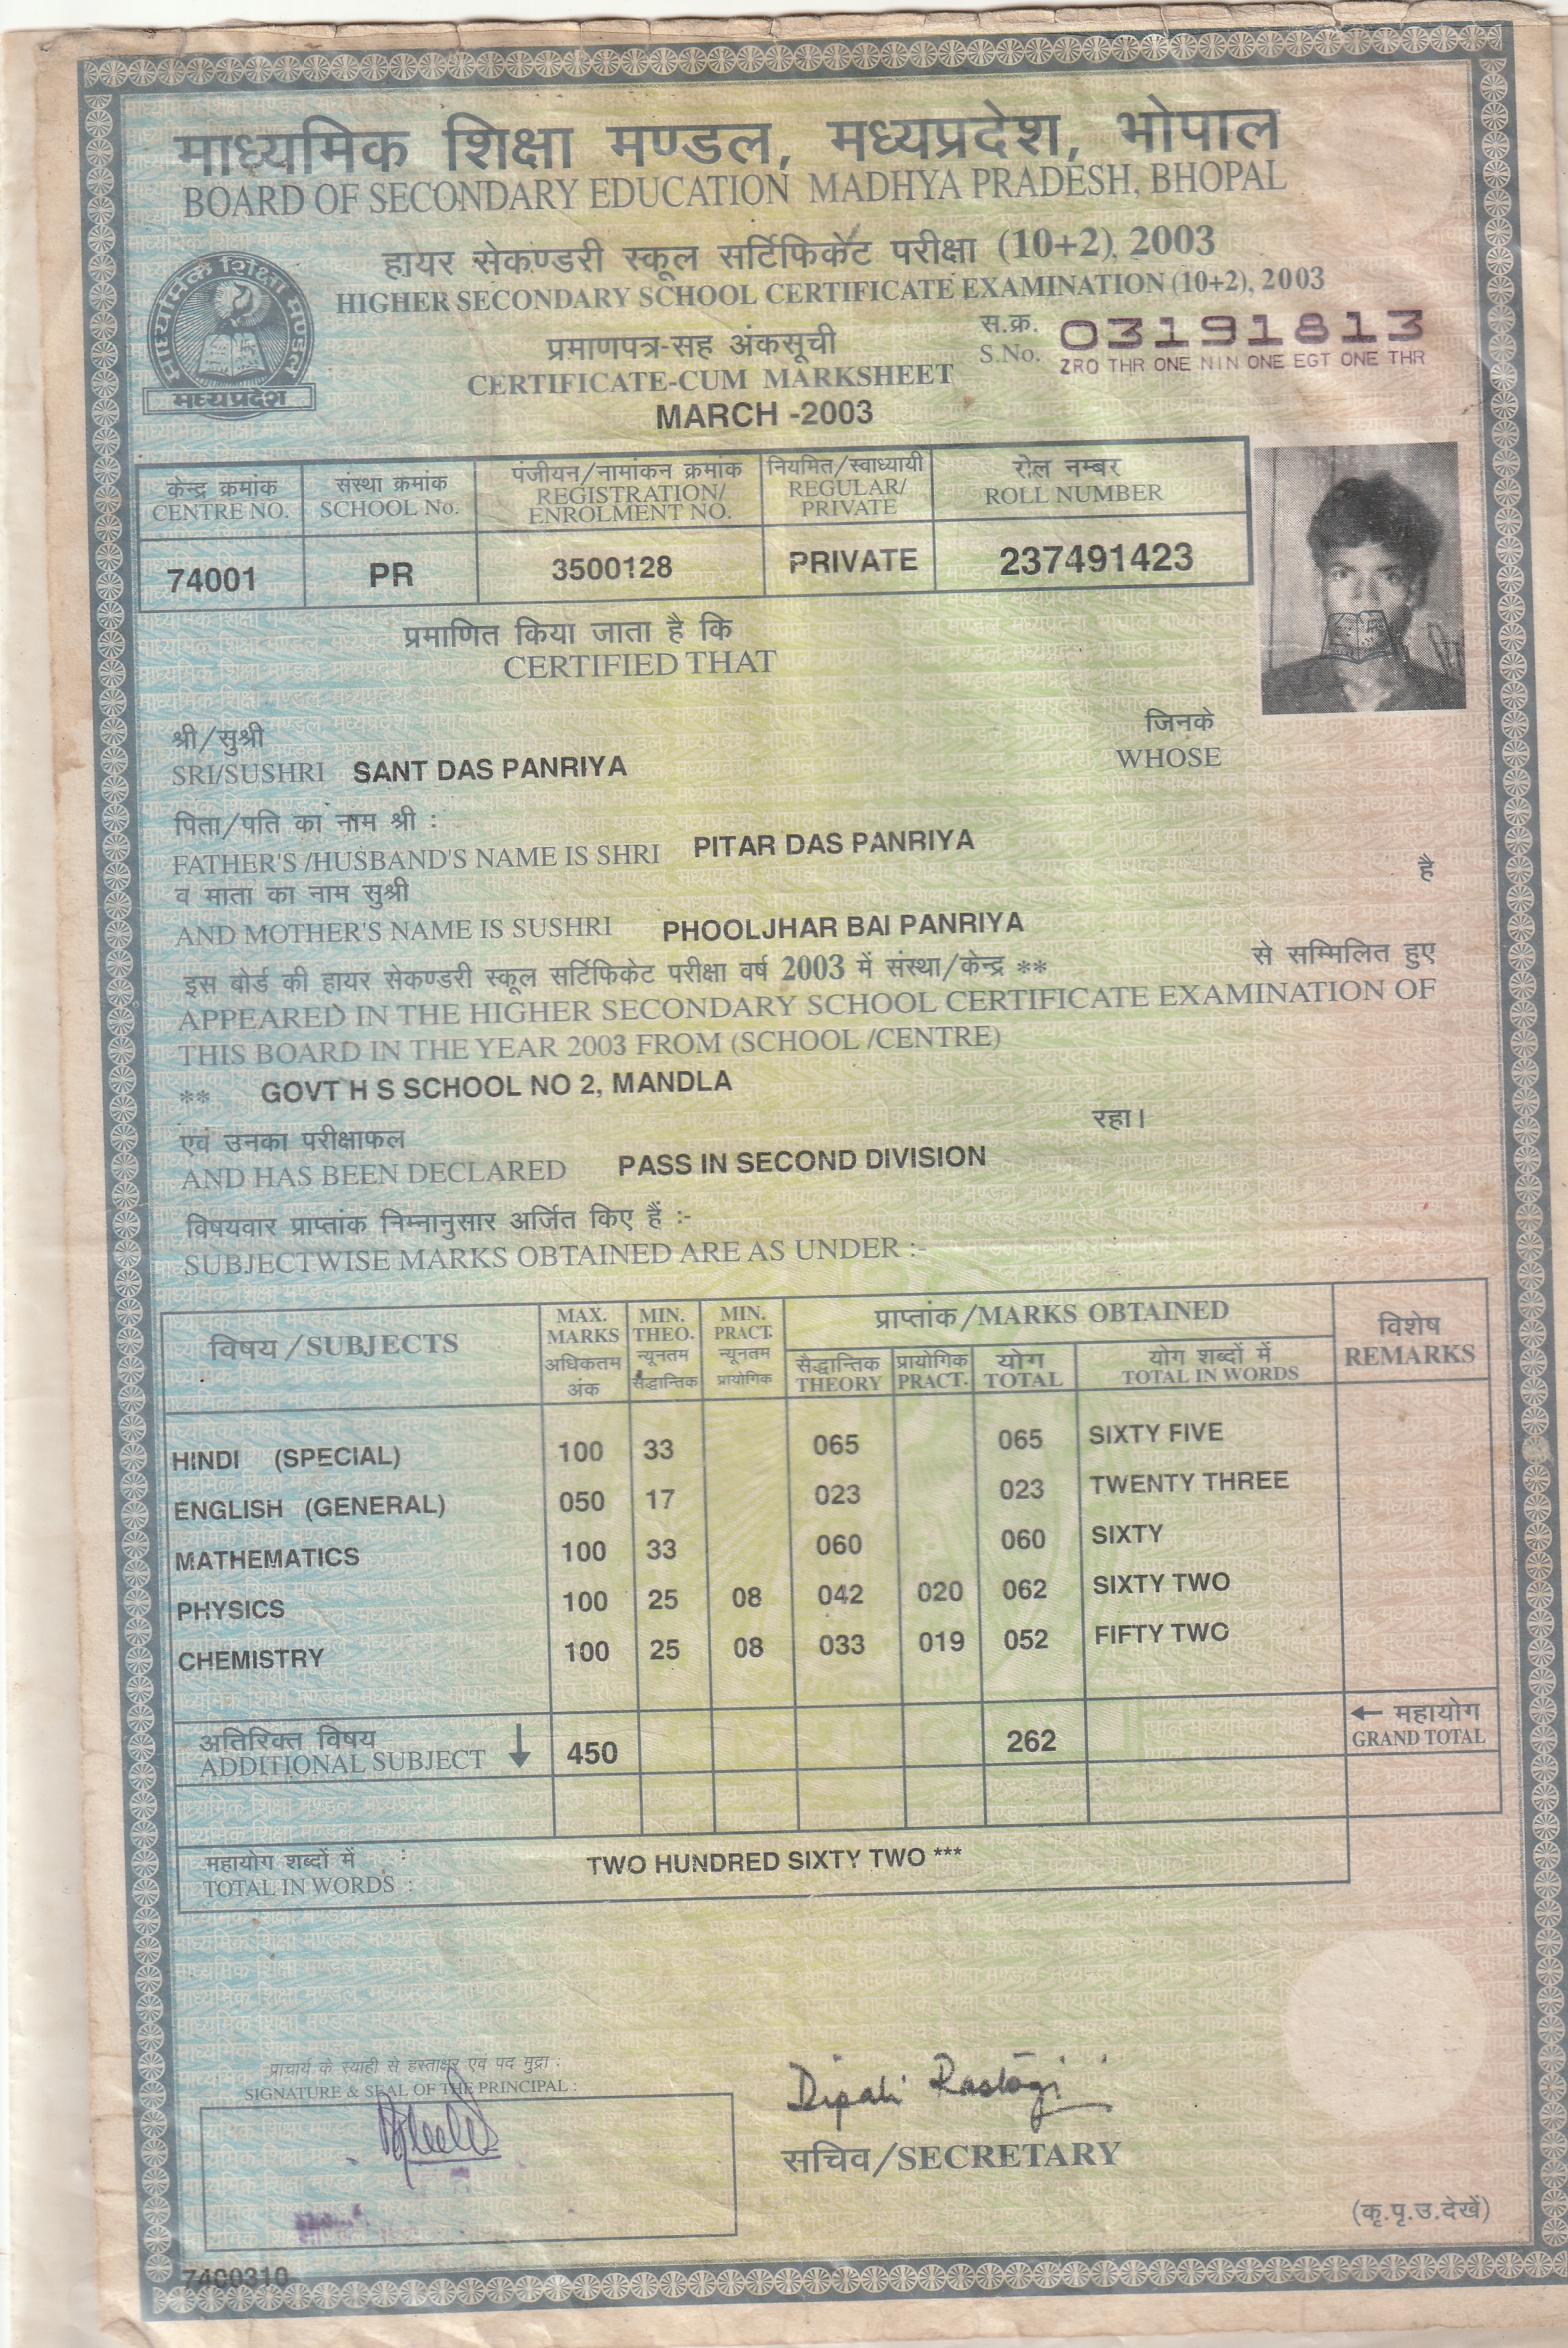 माध्यमिक शिक्षा मण्डल, मध्यप्रदेश, भोपाल
BOARD OF SECONDARY EDUCATION MADHYA PRADESH, BHOPAL
हायर सेकण्डरी स्कूल सर्टिफिकेट परीक्षा (10+2), 2003
HIGHER SECONDARY SCHOOL CERTIFICATE EXAMINATION (10+2), 2003
माध्यमिक शिक्षा मण्डल
मध्यप्रदेश
प्रमाणपत्र-सह अंकसूची
CERTIFICATE-CUM MARKSHEET
MARCH -2003
स.क्र. S.No. 03191813
ZRO THR ONE NIN ONE EGT ONE THR
केन्द्र क्रमांक CENTRE NO. संस्था क्रमांक SCHOOL No. पंजीयन/नामांकन क्रमांक REGISTRATION/ ENROLMENT NO. नियमित/स्वाध्यायी REGULAR/ PRIVATE रोल नम्बर ROLL NUMBER
74001 PR 3500128 PRIVATE 237491423
प्रमाणित किया जाता है कि
CERTIFIED THAT
श्री/सुश्री जिनके
SRI/SUSHRI SANT DAS PANRIYA WHOSE
पिता/पति का नाम श्री :
FATHER'S /HUSBAND'S NAME IS SHRI PITAR DAS PANRIYA
व माता का नाम सुश्री है
AND MOTHER'S NAME IS SUSHRI PHOOLJHAR BAI PANRIYA
इस बोर्ड की हायर सेकण्डरी स्कूल सर्टिफिकेट परीक्षा वर्ष 2003 में संस्था/केन्द्र ** से सम्मिलित हुए
APPEARED IN THE HIGHER SECONDARY SCHOOL CERTIFICATE EXAMINATION OF
THIS BOARD IN THE YEAR 2003 FROM (SCHOOL /CENTRE)
** GOVT H S SCHOOL NO 2, MANDLA
एवं उनका परीक्षाफल रहा।
AND HAS BEEN DECLARED PASS IN SECOND DIVISION
विषयवार प्राप्तांक निम्नानुसार अर्जित किए हैं :-
SUBJECTWISE MARKS OBTAINED ARE AS UNDER :-
विषय / SUBJECTS MAX. MARKS अधिकतम अंक MIN. THEO. न्यूनतम सैद्धान्तिक MIN. PRACT. न्यूनतम प्रायोगिक प्राप्तांक /MARKS OBTAINED विशेष REMARKS
सैद्धान्तिक THEORY प्रायोगिक PRACT. योग TOTAL योग शब्दों में TOTAL IN WORDS
HINDI (SPECIAL) 100 33 065 065 SIXTY FIVE
ENGLISH (GENERAL) 050 17 023 023 TWENTY THREE
MATHEMATICS 100 33 060 060 SIXTY
PHYSICS 100 25 08 042 020 062 SIXTY TWO
CHEMISTRY 100 25 08 033 019 052 FIFTY TWO
अतिरिक्त विषय ← महायोग
ADDITIONAL SUBJECT ↓ 450 262 GRAND TOTAL
महायोग शब्दों में :
TOTAL IN WORDS : TWO HUNDRED SIXTY TWO ***
प्राचार्य के स्याही से हस्ताक्षर एवं पद मुद्रा :
SIGNATURE & SEAL OF THE PRINCIPAL :
Dipali Rastogi
सचिव /SECRETARY
(कृ.पृ.उ.देखें)
7400310